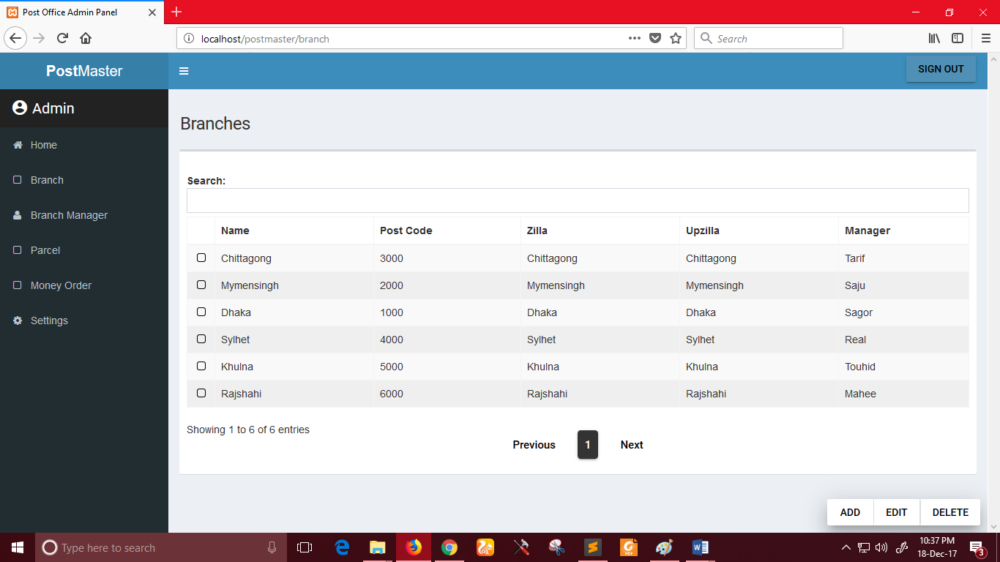 Post Office Admin Panel
localhost/postmaster/branch
Search
PostMaster
SIGN OUT
Admin
Home
Branch
Branch Manager
Parcel
Money Order
Settings
Branches
Search:
Name Post Code Zilla Upzilla Manager
Chittagong 3000 Chittagong Chittagong Tarif
Mymensingh 2000 Mymensingh Mymensingh Saju
Dhaka 1000 Dhaka Dhaka Sagor
Sylhet 4000 Sylhet Sylhet Real
Khulna 5000 Khulna Khulna Touhid
Rajshahi 6000 Rajshahi Rajshahi Mahee
Showing 1 to 6 of 6 entries
Previous 1 Next
ADD EDIT DELETE
Type here to search
PDF
10:37 PM
18-Dec-17
3